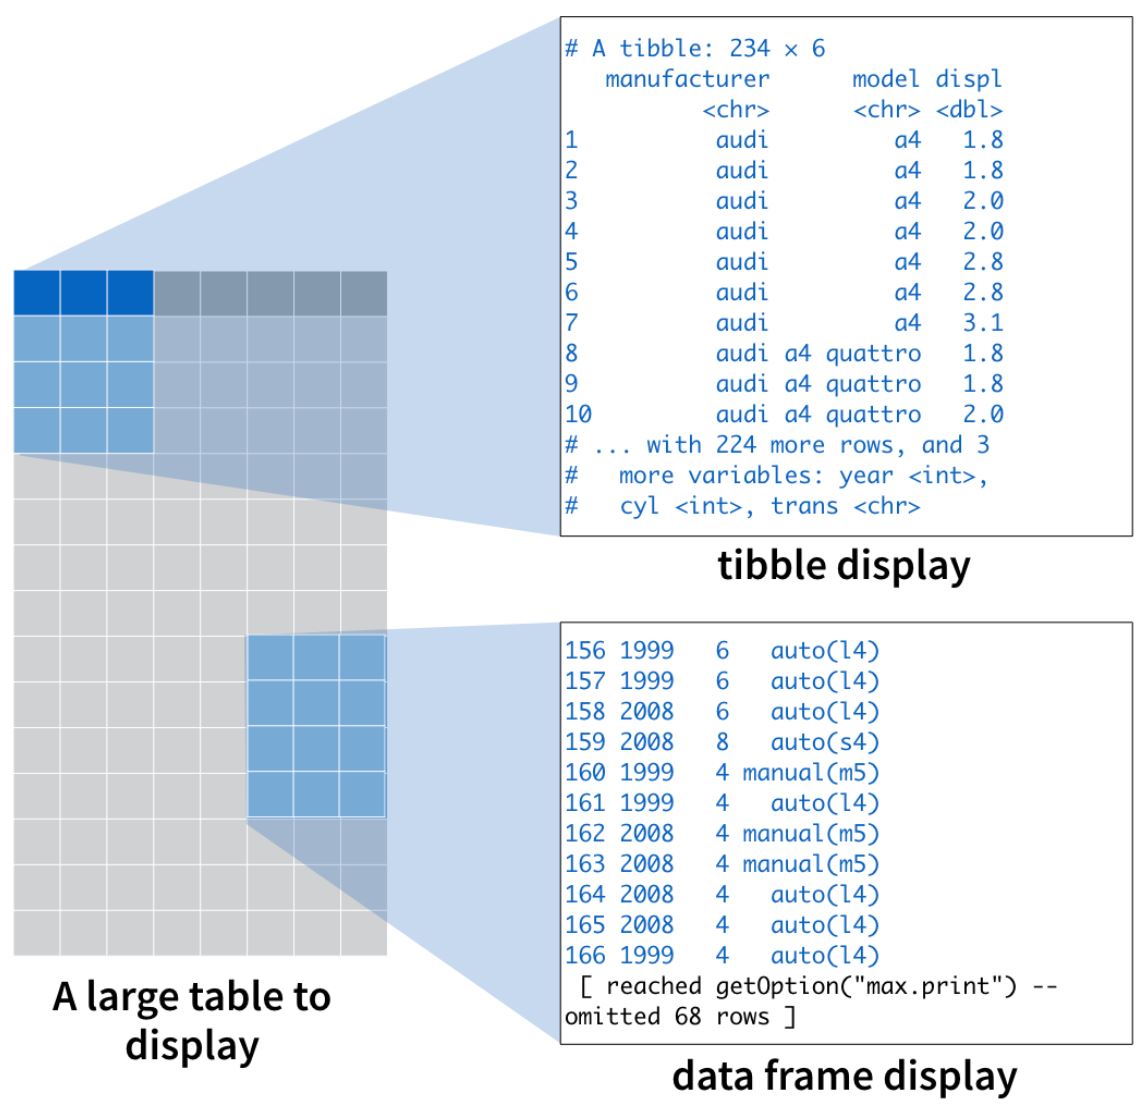 # A tibble: 234 × 6
manufacturer model displ
<chr> <chr> <dbl>
1 audi a4 1.8
2 audi a4 1.8
3 audi a4 2.0
4 audi a4 2.0
5 audi a4 2.8
6 audi a4 2.8
7 audi a4 3.1
8 audi a4 quattro 1.8
9 audi a4 quattro 1.8
10 audi a4 quattro 2.0
# ... with 224 more rows, and 3
# more variables: year <int>,
# cyl <int>, trans <chr>
tibble display
156 1999 6 auto(l4)
157 1999 6 auto(l4)
158 2008 6 auto(l4)
159 2008 8 auto(s4)
160 1999 4 manual(m5)
161 1999 4 auto(l4)
162 2008 4 manual(m5)
163 2008 4 manual(m5)
164 2008 4 auto(l4)
165 2008 4 auto(l4)
166 1999 4 auto(l4)
[ reached getOption("max.print") --
omitted 68 rows ]
data frame display
A large table to
display